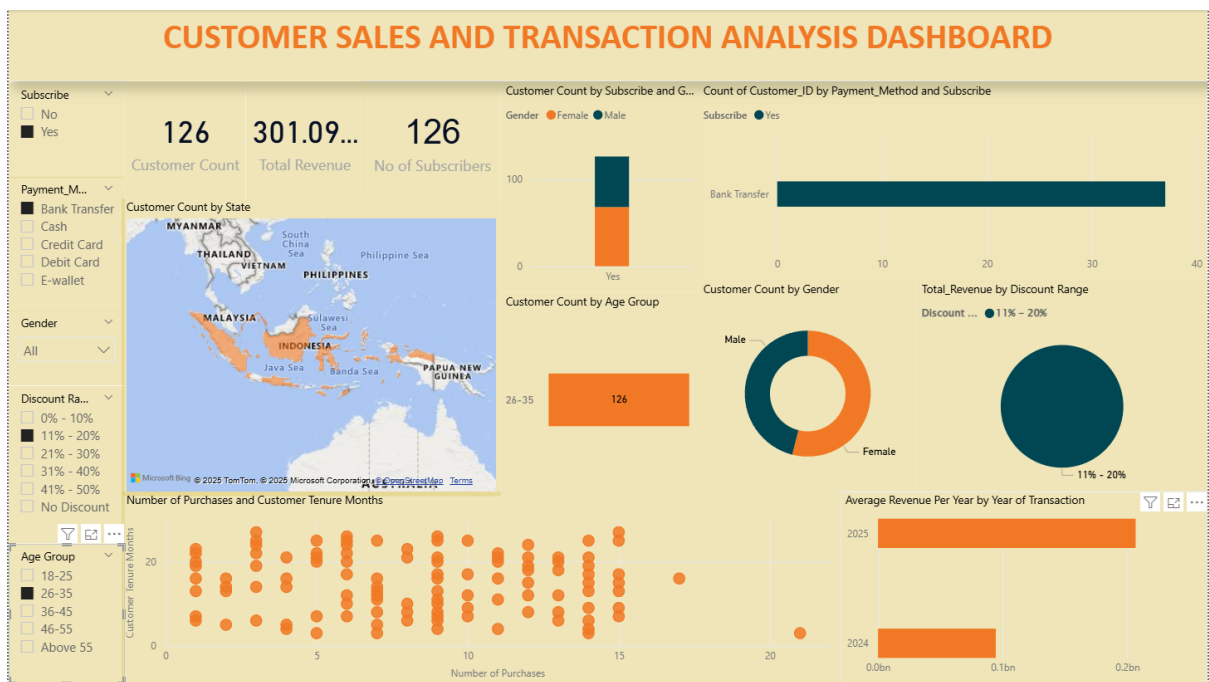 CUSTOMER SALES AND TRANSACTION ANALYSIS DASHBOARD
Subscribe
No
Yes
Payment_M...
Bank Transfer
Cash
Credit Card
Debit Card
E-wallet
Gender
All
Discount Ra...
0% - 10%
11% - 20%
21% - 30%
31% - 40%
41% - 50%
No Discount
Age Group
18-25
26-35
36-45
46-55
Above 55
126
Customer Count
301.09...
Total Revenue
126
No of Subscribers
Customer Count by State
MYANMAR
South
China
Sea
THAILAND
VIETNAM
Philippine Sea
PHILIPPINES
MALAYSIA
Sulawesi
Sea
INDONESIA
Java Sea
Banda Sea
PAPUA NEW
GUINEA
AUSTRALIA
Microsoft Bing
© 2025 TomTom, © 2025 Microsoft Corporation, © OpenStreetMap Terms
Customer Count by Subscribe and G...
Gender Female Male
100
0
Yes
Count of Customer_ID by Payment_Method and Subscribe
Subscribe Yes
Bank Transfer
0 10 20 30 40
Customer Count by Age Group
26-35
126
Customer Count by Gender
Male
Female
Total_Revenue by Discount Range
Discount ... 11% - 20%
11% - 20%
Number of Purchases and Customer Tenure Months
Customer Tenure Months
20
0
0 5 10 15 20
Number of Purchases
Average Revenue Per Year by Year of Transaction
2025
2024
0.0bn 0.1bn 0.2bn